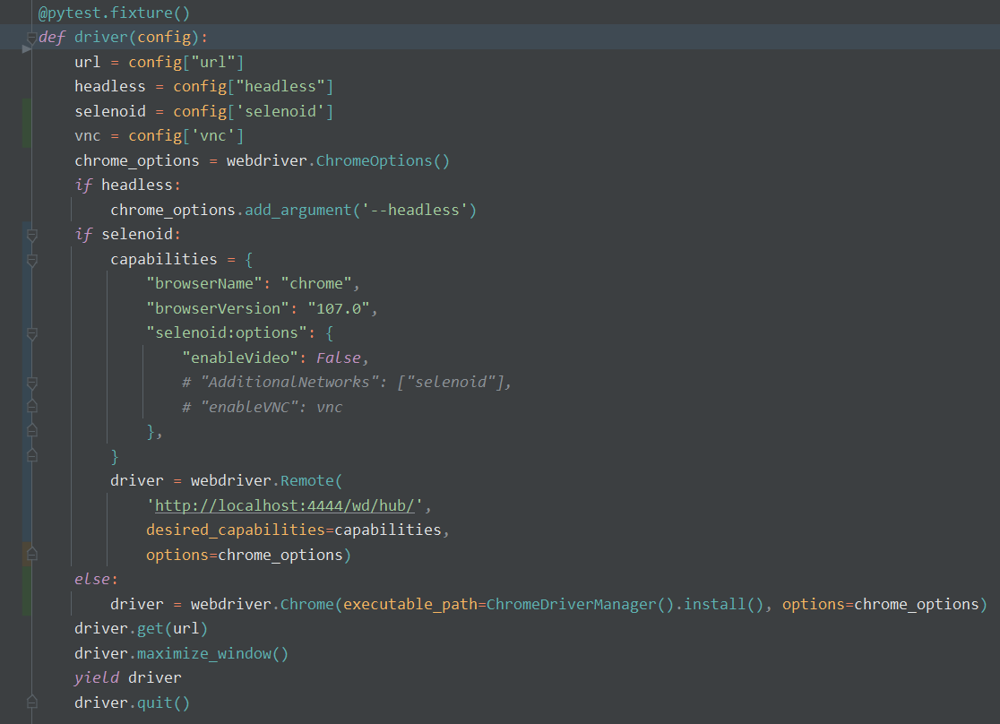 @pytest.fixture()
def driver(config):
    url = config["url"]
    headless = config["headless"]
    selenoid = config['selenoid']
    vnc = config['vnc']
    chrome_options = webdriver.ChromeOptions()
    if headless:
        chrome_options.add_argument('--headless')
    if selenoid:
        capabilities = {
            "browserName": "chrome",
            "browserVersion": "107.0",
            "selenoid:options": {
                "enableVideo": False,
                # "AdditionalNetworks": ["selenoid"],
                # "enableVNC": vnc
            },
        }
        driver = webdriver.Remote(
            'http://localhost:4444/wd/hub/',
            desired_capabilities=capabilities,
            options=chrome_options)
    else:
        driver = webdriver.Chrome(executable_path=ChromeDriverManager().install(), options=chrome_options)
    driver.get(url)
    driver.maximize_window()
    yield driver
    driver.quit()